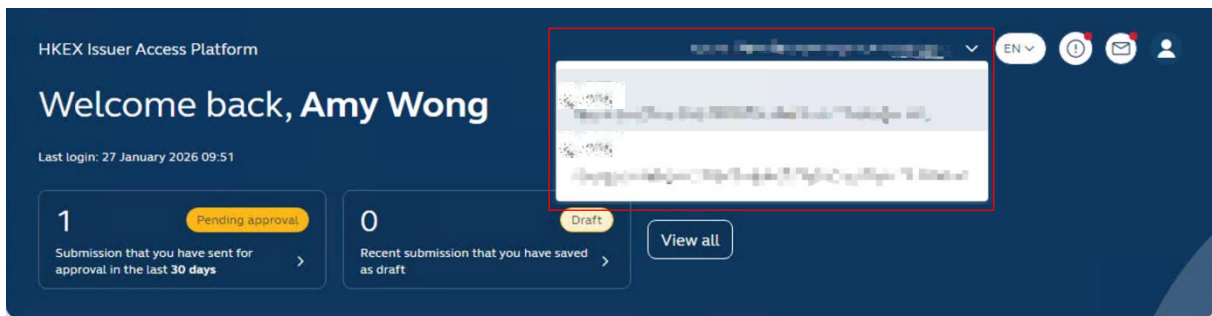 HKEX Issuer Access Platform
EN
Welcome back, Amy Wong
Last login: 27 January 2026 09:51
1
Pending approval
Submission that you have sent for
approval in the last 30 days
0
Draft
Recent submission that you have saved
as draft
View all